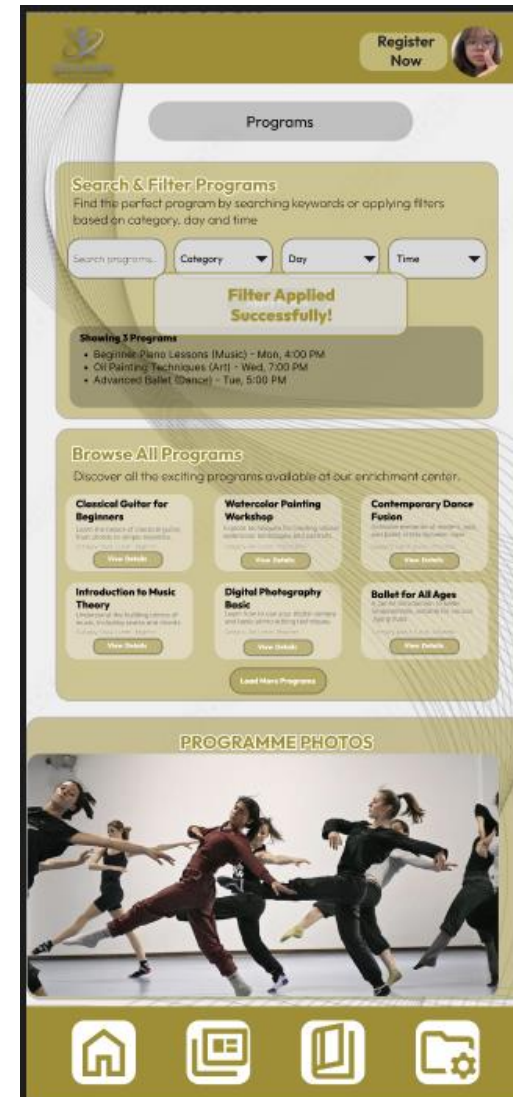 Register
Now
Programs
Search & Filter Programs
Find the perfect program by searching keywords or applying filters
based on category, day and time
Search programs..
Category
Day
Time
Filter Applied
Successfully!
Showing 3 Programs
• Beginner Piano Lessons (Music) - Mon, 4:00 PM
• Oil Painting Techniques (Art) - Wed, 7:00 PM
• Advanced Ballet (Dance) - Tue, 5:00 PM
Browse All Programs
Discover all the exciting programs available at our enrichment center.
Classical Guitar for
Beginners
View Details
Watercolor Painting
Workshop
View Details
Contemporary Dance
Fusion
View Details
Introduction to Music
Theory
View Details
Digital Photography
Basic
View Details
Ballet for All Ages
View Details
Load More Programs
PROGRAMME PHOTOS